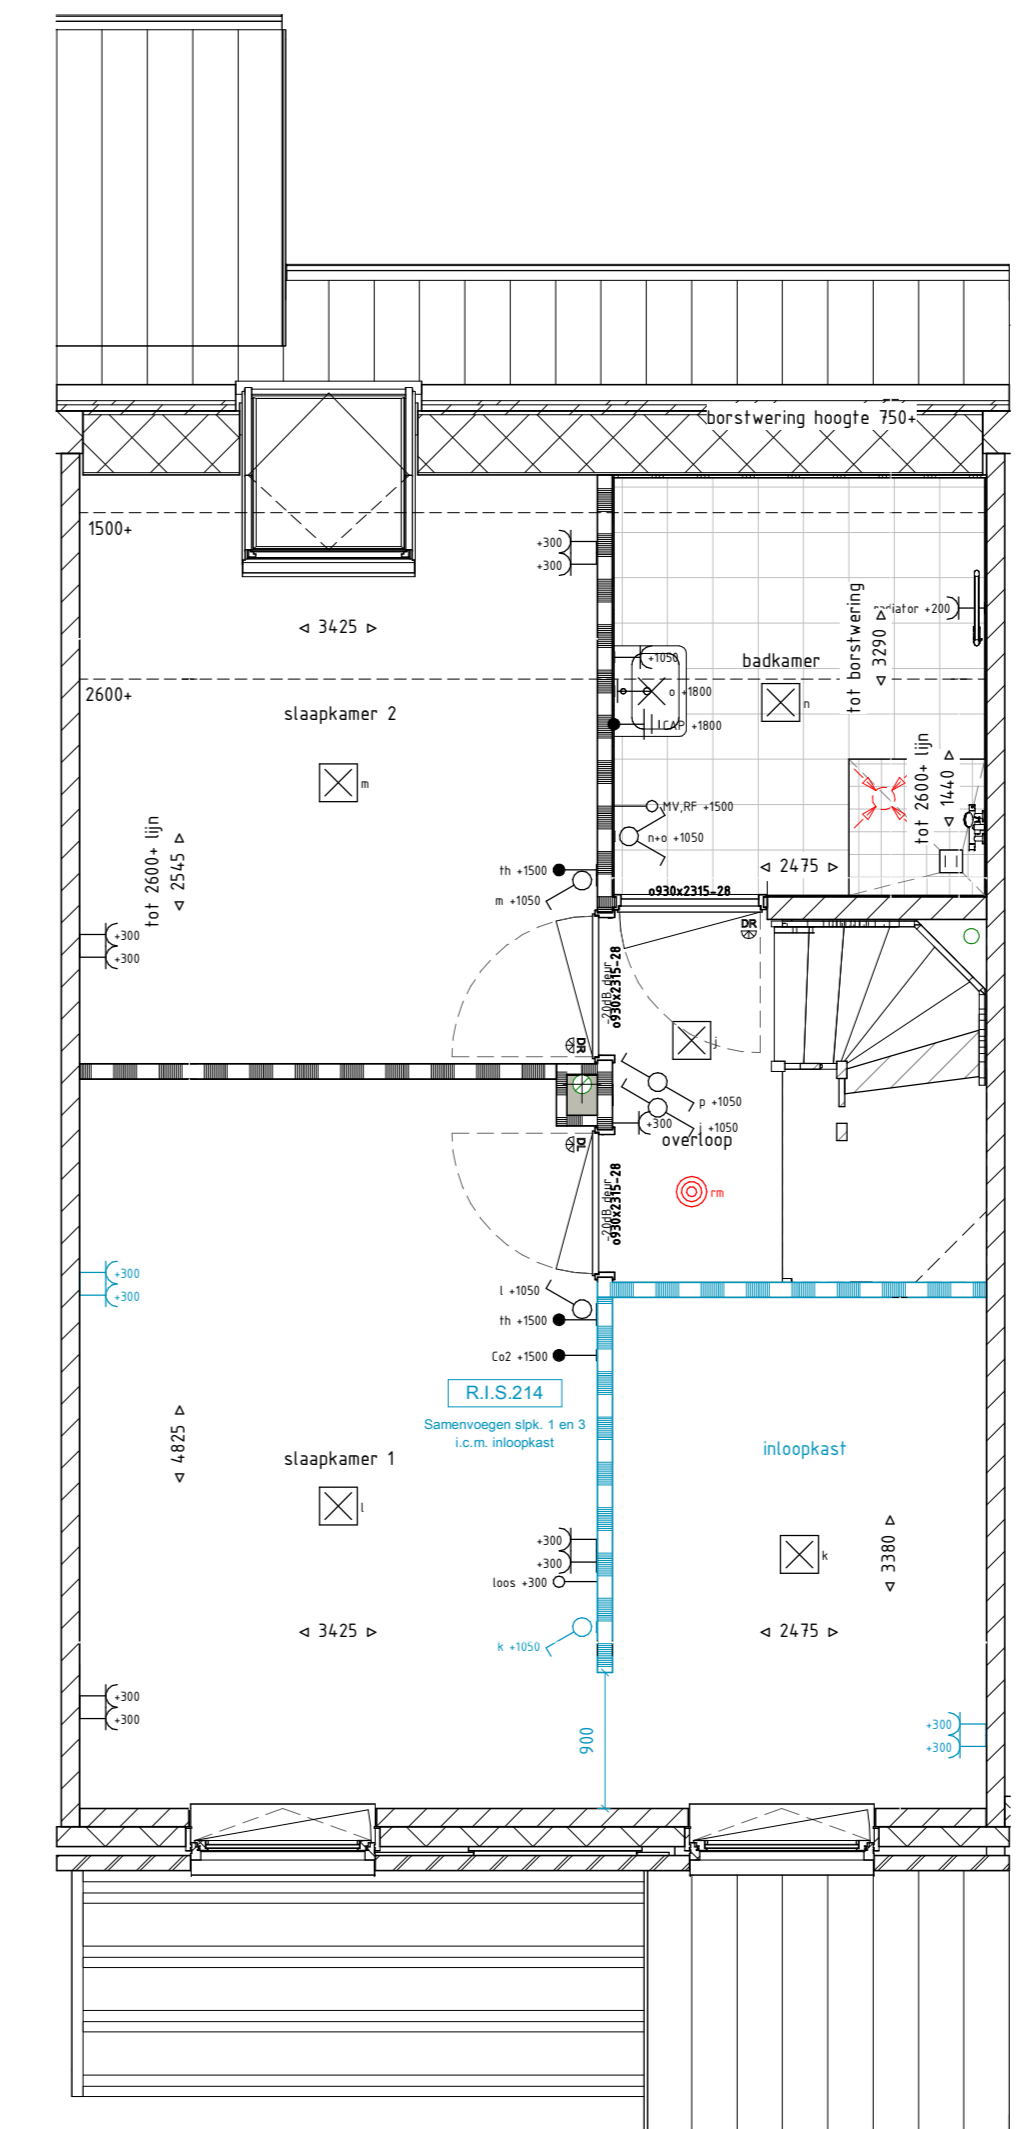 borstwering hoogte 750+
1500+
+300
+300
3425
tot borstwering
3290
radiator +200
2600+
slaapkamer 2
+1050
badkamer
o +1800
n
CAP +1800
m
tot 2600+ lijn
1440
MV,RF +1500
n+o +1050
tot 2600+ lijn
2545
th +1500
m +1050
2475
o930x2315-28
+300
+300
DR
-20dB deur
o930x2315-28
j
DR
p +1050
j +1050
+300
overloop
DL
-20dB deur
o930x2315-28
rm
+300
+300
l +1050
th +1500
Co2 +1500
R.I.S.214
Samenvoegen slpk. 1 en 3
i.c.m. inloopkast
4825
slaapkamer 1
inloopkast
l
k
3380
+300
+300
loos +300
3425
2475
k +1050
+300
+300
900
+300
+300